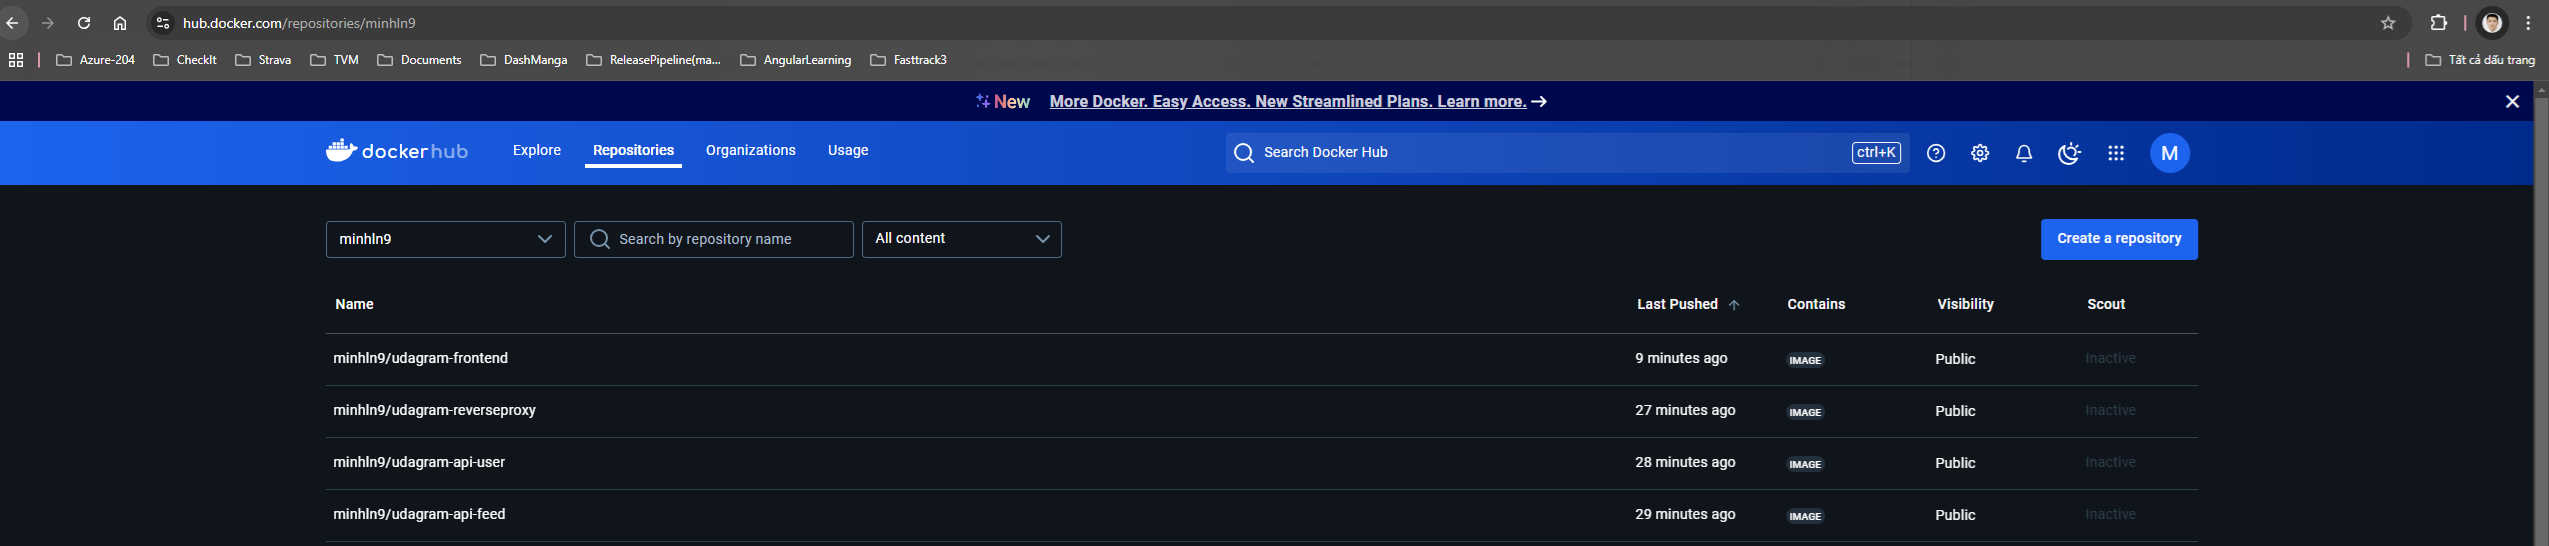 hub.docker.com/repositories/minhln9
Azure-204 CheckIt Strava TVM Documents DashManga ReleasePipeline(ma... AngularLearning Fasttrack3 Tất cả dấu trang
New More Docker. Easy Access. New Streamlined Plans. Learn more.
dockerhub Explore Repositories Organizations Usage Search Docker Hub ctrl+K M
minhln9 Search by repository name All content Create a repository
Name Last Pushed Contains Visibility Scout
minhln9/udagram-frontend 9 minutes ago IMAGE Public Inactive
minhln9/udagram-reverseproxy 27 minutes ago IMAGE Public Inactive
minhln9/udagram-api-user 28 minutes ago IMAGE Public Inactive
minhln9/udagram-api-feed 29 minutes ago IMAGE Public Inactive